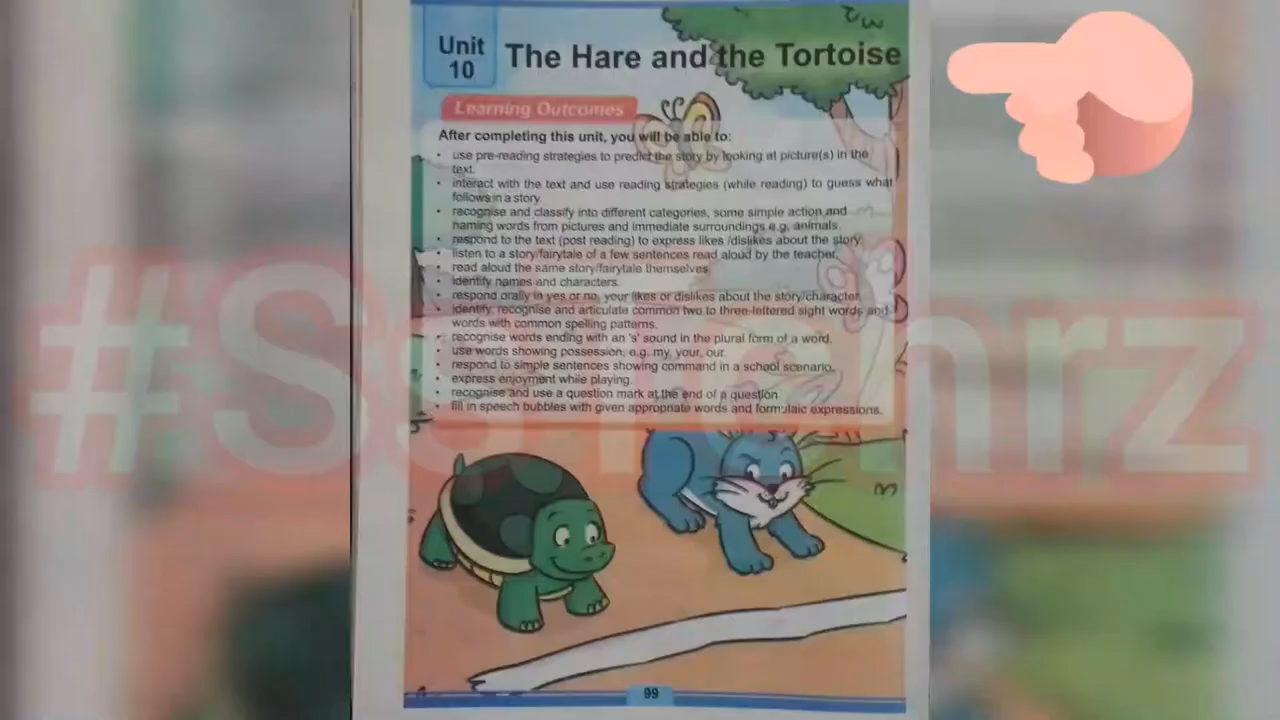 Unit
10
The Hare and the Tortoise
Learning Outcomes
After completing this unit, you will be able to:
• use pre-reading strategies to predict the story by looking at picture(s) in the
text.
• interact with the text and use reading strategies (while reading) to guess what
follows in a story.
• recognise and classify into different categories, some simple action and
naming words from pictures and immediate surroundings e.g. animals.
• respond to the text (post reading) to express likes /dislikes about the story.
• listen to a story/fairytale of a few sentences read aloud by the teacher.
• read aloud the same story/fairytale themselves.
• identify names and characters.
• respond orally in yes or no, your likes or dislikes about the story/character.
• identify, recognise and articulate common two to three-lettered sight words and
words with common spelling patterns.
• recognise words ending with an 's' sound in the plural form of a word.
• use words showing possession, e.g. my, your, our.
• respond to simple sentences showing command in a school scenario.
• express enjoyment while playing.
• recognise and use a question mark at the end of a question
• fill in speech bubbles with given appropriate words and formulaic expressions.
99